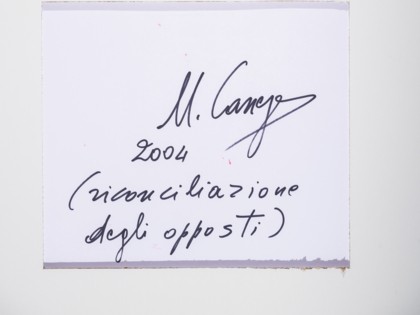 M.
2004
(riconciliazione
degli opposti)